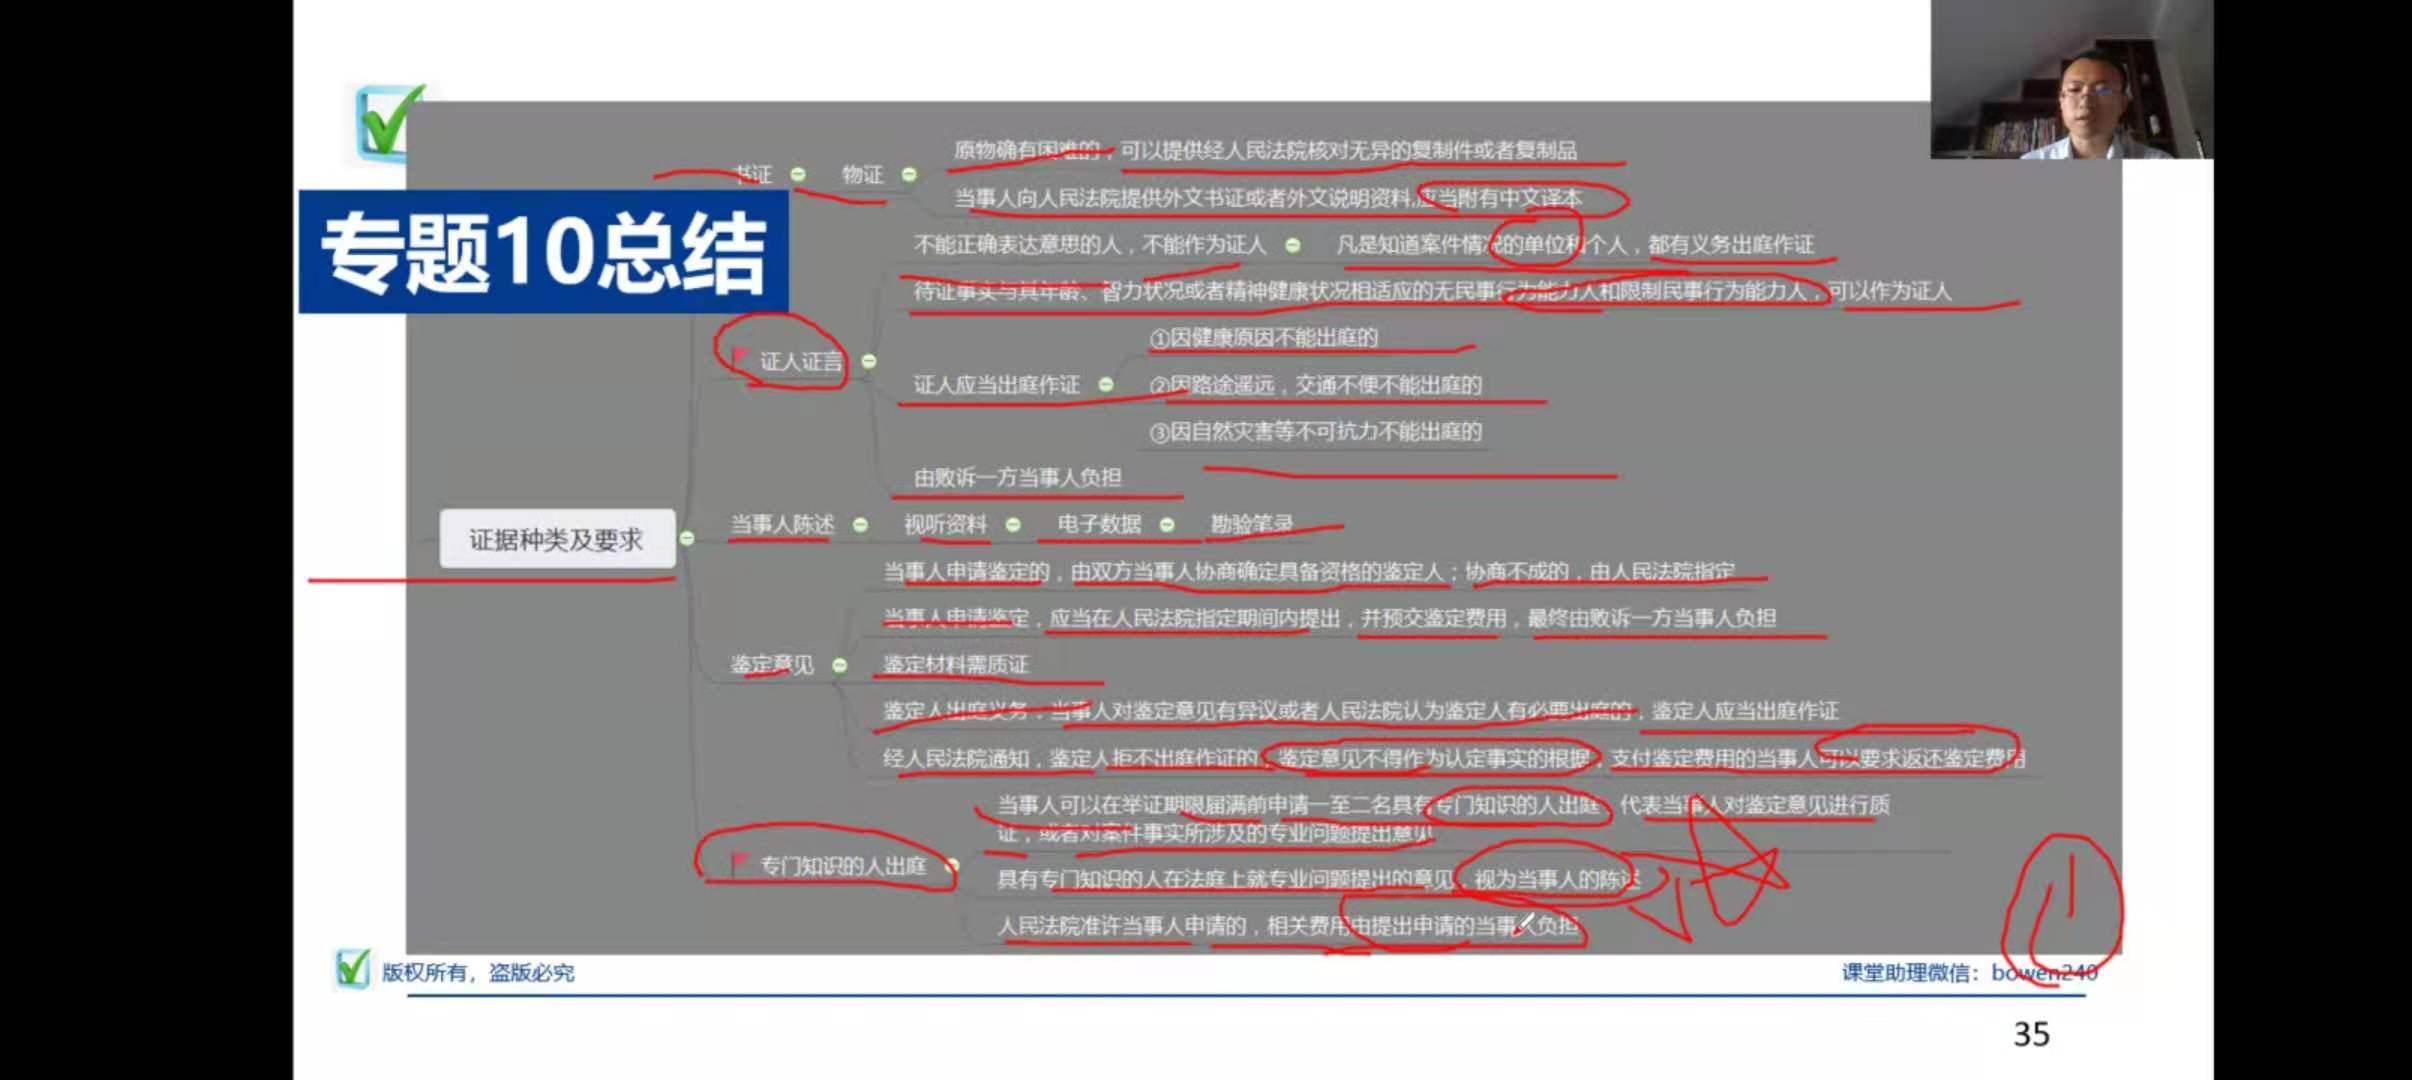 原物确有困难的，可以提供经人民法院核对无异的复制件或者复制品
书证 物证
当事人向人民法院提供外文书证或者外文说明资料,应当附有中文译本
专题10总结
不能正确表达意思的人，不能作为证人 凡是知道案件情况的单位和个人，都有义务出庭作证
待证事实与其年龄、智力状况或者精神健康状况相适应的无民事行为能力人和限制民事行为能力人，可以作为证人
①因健康原因不能出庭的
证人证言
证人应当出庭作证 ②因路途遥远，交通不便不能出庭的
③因自然灾害等不可抗力不能出庭的
由败诉一方当事人负担
证据种类及要求
当事人陈述 视听资料 电子数据 勘验笔录
当事人申请鉴定的，由双方当事人协商确定具备资格的鉴定人；协商不成的，由人民法院指定
当事人申请鉴定，应当在人民法院指定期间内提出，并预交鉴定费用，最终由败诉一方当事人负担
鉴定意见 鉴定材料需质证
鉴定人出庭义务：当事人对鉴定意见有异议或者人民法院认为鉴定人有必要出庭的，鉴定人应当出庭作证
经人民法院通知，鉴定人拒不出庭作证的，鉴定意见不得作为认定事实的根据，支付鉴定费用的当事人可以要求返还鉴定费用
当事人可以在举证期限届满前申请一至二名具有专门知识的人出庭，代表当事人对鉴定意见进行质
证，或者对案件事实所涉及的专业问题提出意见
专门知识的人出庭
具有专门知识的人在法庭上就专业问题提出的意见，视为当事人的陈述
人民法院准许当事人申请的，相关费用由提出申请的当事人负担
版权所有，盗版必究
课堂助理微信：bowen240
35